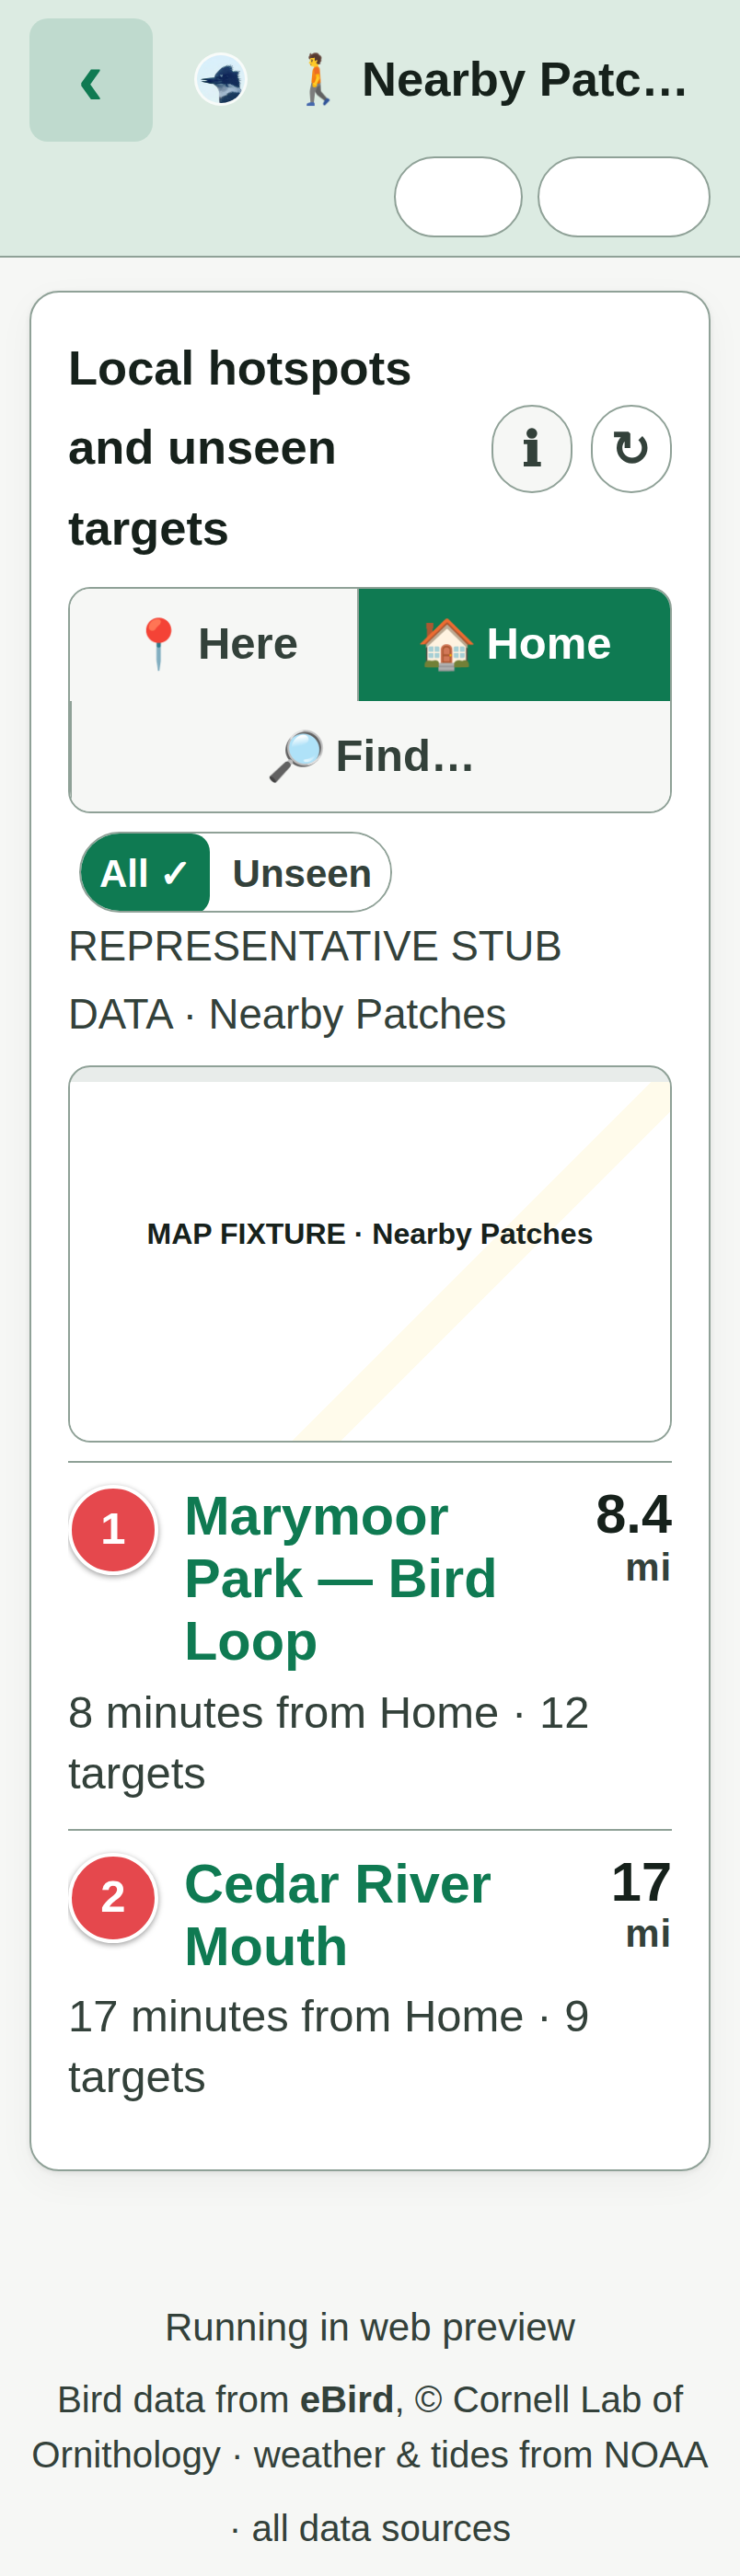 ‹ 🚶 Nearby Patc…
Local hotspots
and unseen
targets
ℹ ↻
📍 Here
🏠 Home
🔎 Find…
All ✓ Unseen
REPRESENTATIVE STUB
DATA · Nearby Patches
MAP FIXTURE · Nearby Patches
1 Marymoor 8.4
Park — Bird mi
Loop
8 minutes from Home · 12
targets
2 Cedar River 17
Mouth mi
17 minutes from Home · 9
targets
Running in web preview
Bird data from eBird, © Cornell Lab of
Ornithology · weather & tides from NOAA
· all data sources